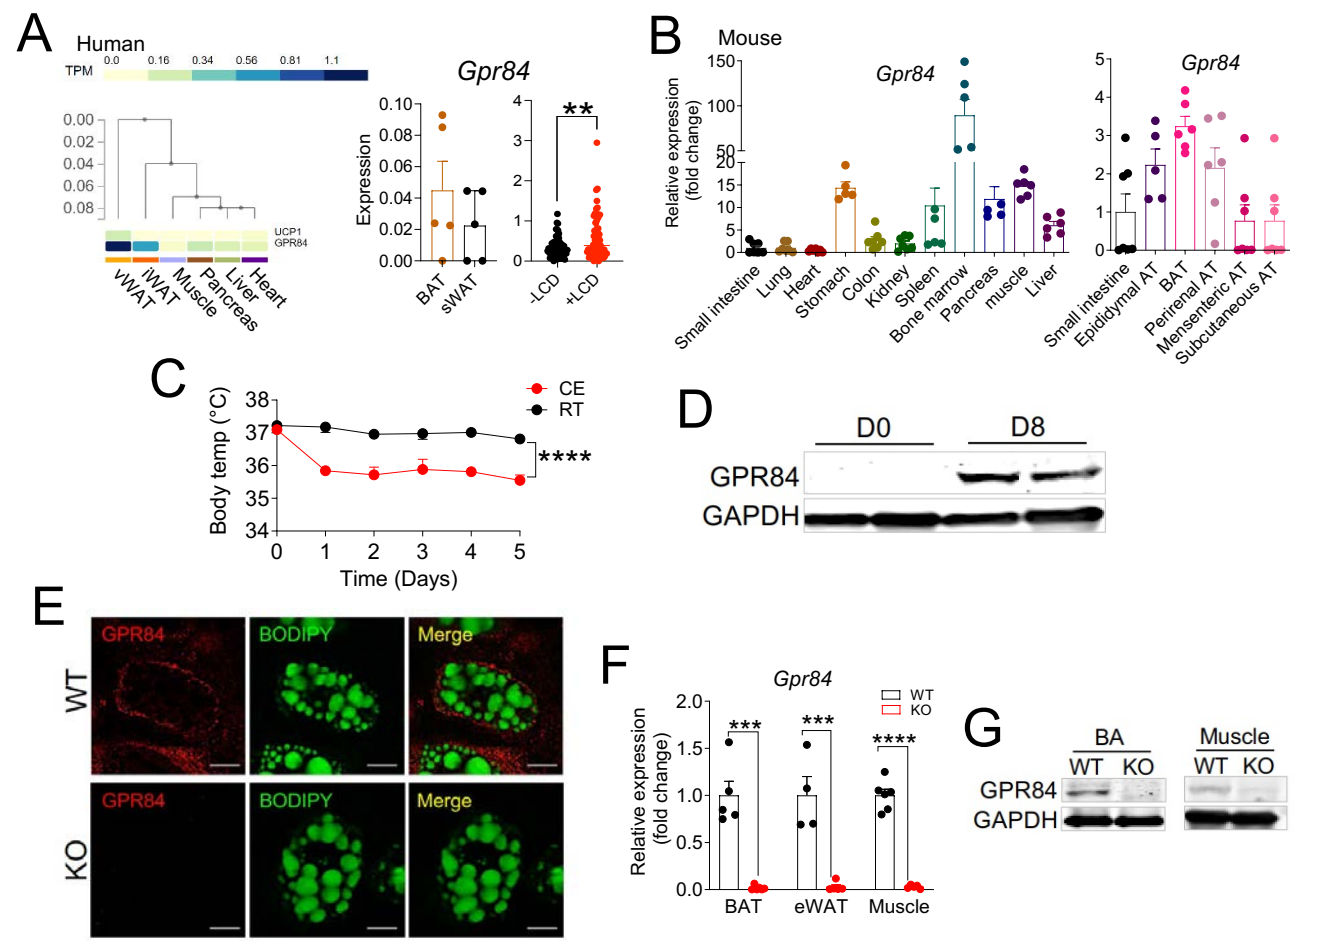 A
Human
0.0 0.16 0.34 0.56 0.81 1.1
TPM
0.00
0.02
0.04
0.06
0.08
UCP1
GPR84
vWAT
iWAT
Muscle
Pancreas
Liver
Heart
Gpr84
Expression
0.10
0.08
0.06
0.04
0.02
0.00
BAT
sWAT
4
3
2
1
0
**
-LCD
+LCD
B
Mouse
Gpr84
Relative expression
(fold change)
150
100
50
20
15
10
5
0
Small intestine
Lung
Heart
Stomach
Colon
Kidney
Spleen
Bone marrow
Pancreas
muscle
Liver
Gpr84
5
4
3
2
1
0
Small intestine
Epididymal AT
BAT
Perirenal AT
Mensenteric AT
Subcutaneous AT
C
Body temp (°C)
38
37
36
35
34
0 1 2 3 4 5
Time (Days)
CE
RT
****
D
D0 D8
GPR84
GAPDH
E
WT
GPR84 BODIPY Merge
KO
GPR84 BODIPY Merge
F
Gpr84
WT
KO
Relative expression
(fold change)
2.0
1.5
1.0
0.5
0.0
*** *** ****
BAT eWAT Muscle
G
BA Muscle
WT KO WT KO
GPR84
GAPDH